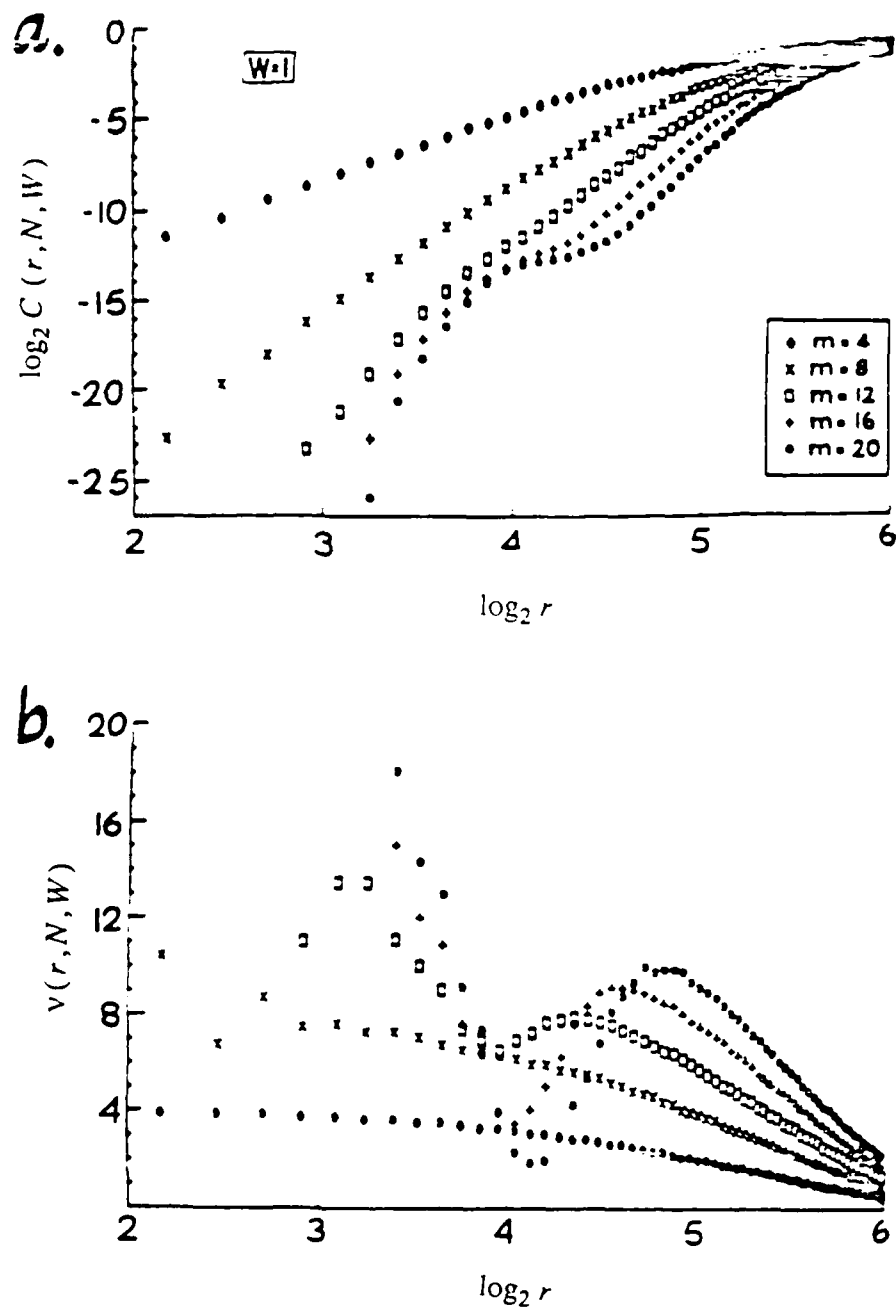 a.
W=1
0
-5
-10
-15
-20
-25
log₂ C (r, N, W)
m = 4
m = 8
m = 12
m = 16
m = 20
2 3 4 5 6
log₂ r
b.
20
16
12
8
4
ν(r, N, W)
2 3 4 5 6
log₂ r